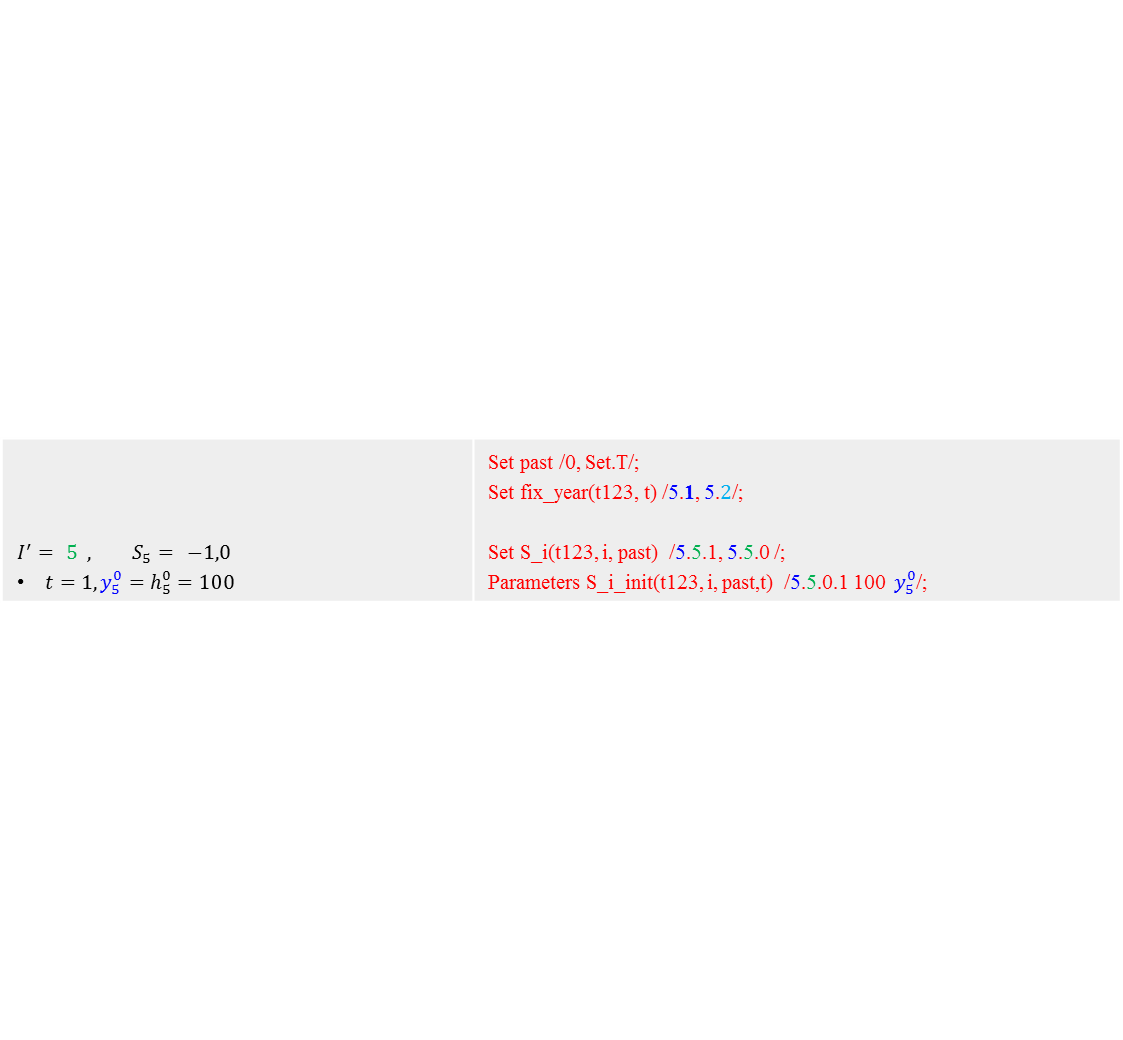 Set past /0, Set.T/;
Set fix_year(t123, t) /5.1, 5.2/;
I′ = 5 , S₅ = −1,0
• t = 1, y₅⁰ = h₅⁰ = 100
Set S_i(t123, i, past) /5.5.1, 5.5.0 /;
Parameters S_i_init(t123, i, past,t) /5.5.0.1 100 y₅⁰/;